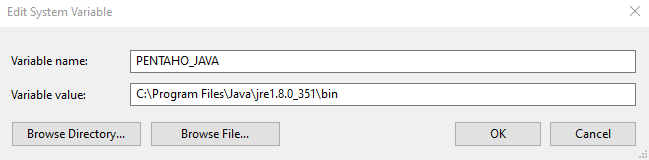 Edit System Variable
Variable name: PENTAHO_JAVA
Variable value: C:\Program Files\Java\jre1.8.0_351\bin
Browse Directory... Browse File... OK Cancel